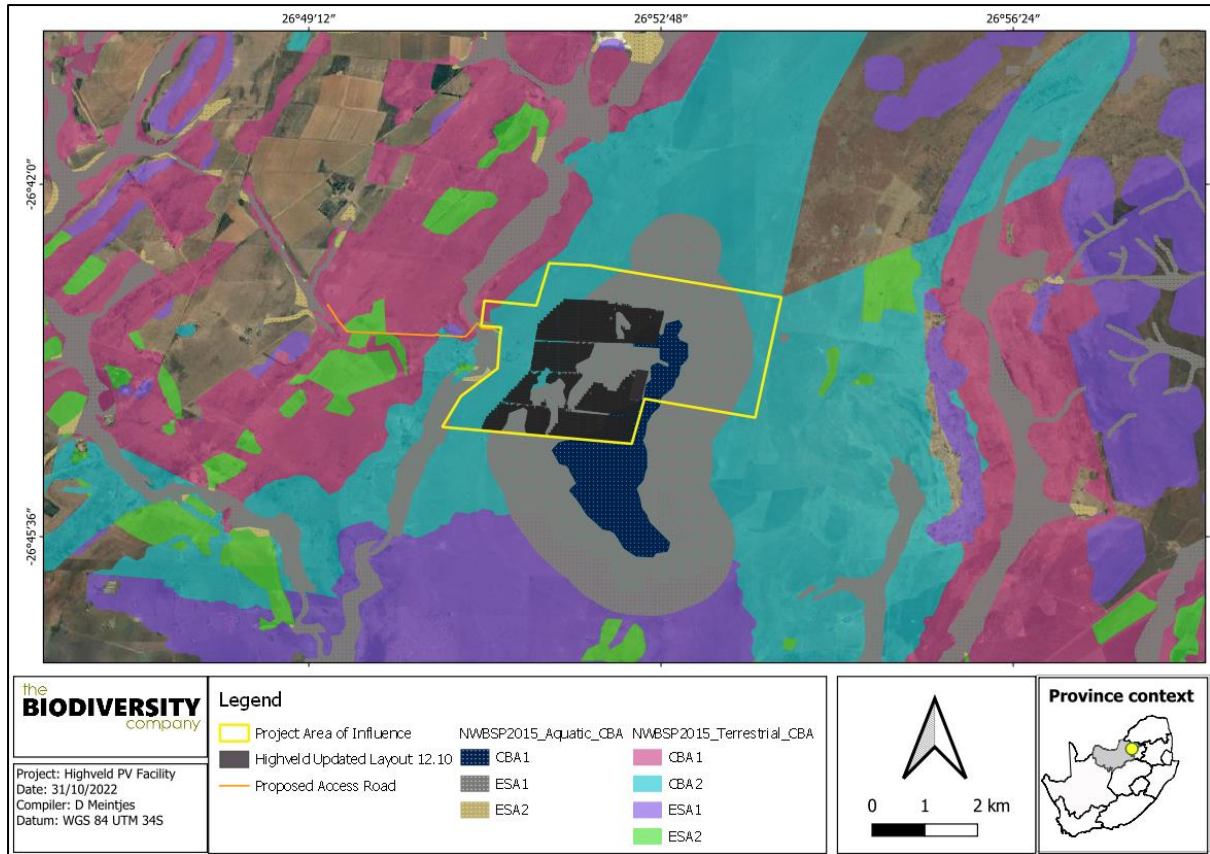 26°49'12"
26°52'48"
26°56'24"
-26°42'0"
-26°45'36"
the
BIODIVERSITY
company
Project: Highveld PV Facility
Date: 31/10/2022
Compiler: D Meintjes
Datum: WGS 84 UTM 34S
Legend
Project Area of Influence
Highveld Updated Layout 12.10
Proposed Access Road
NWBSP2015_Aquatic_CBA
CBA1
ESA1
ESA2
NWBSP2015_Terrestrial_CBA
CBA1
CBA2
ESA1
ESA2
0 1 2 km
Province context